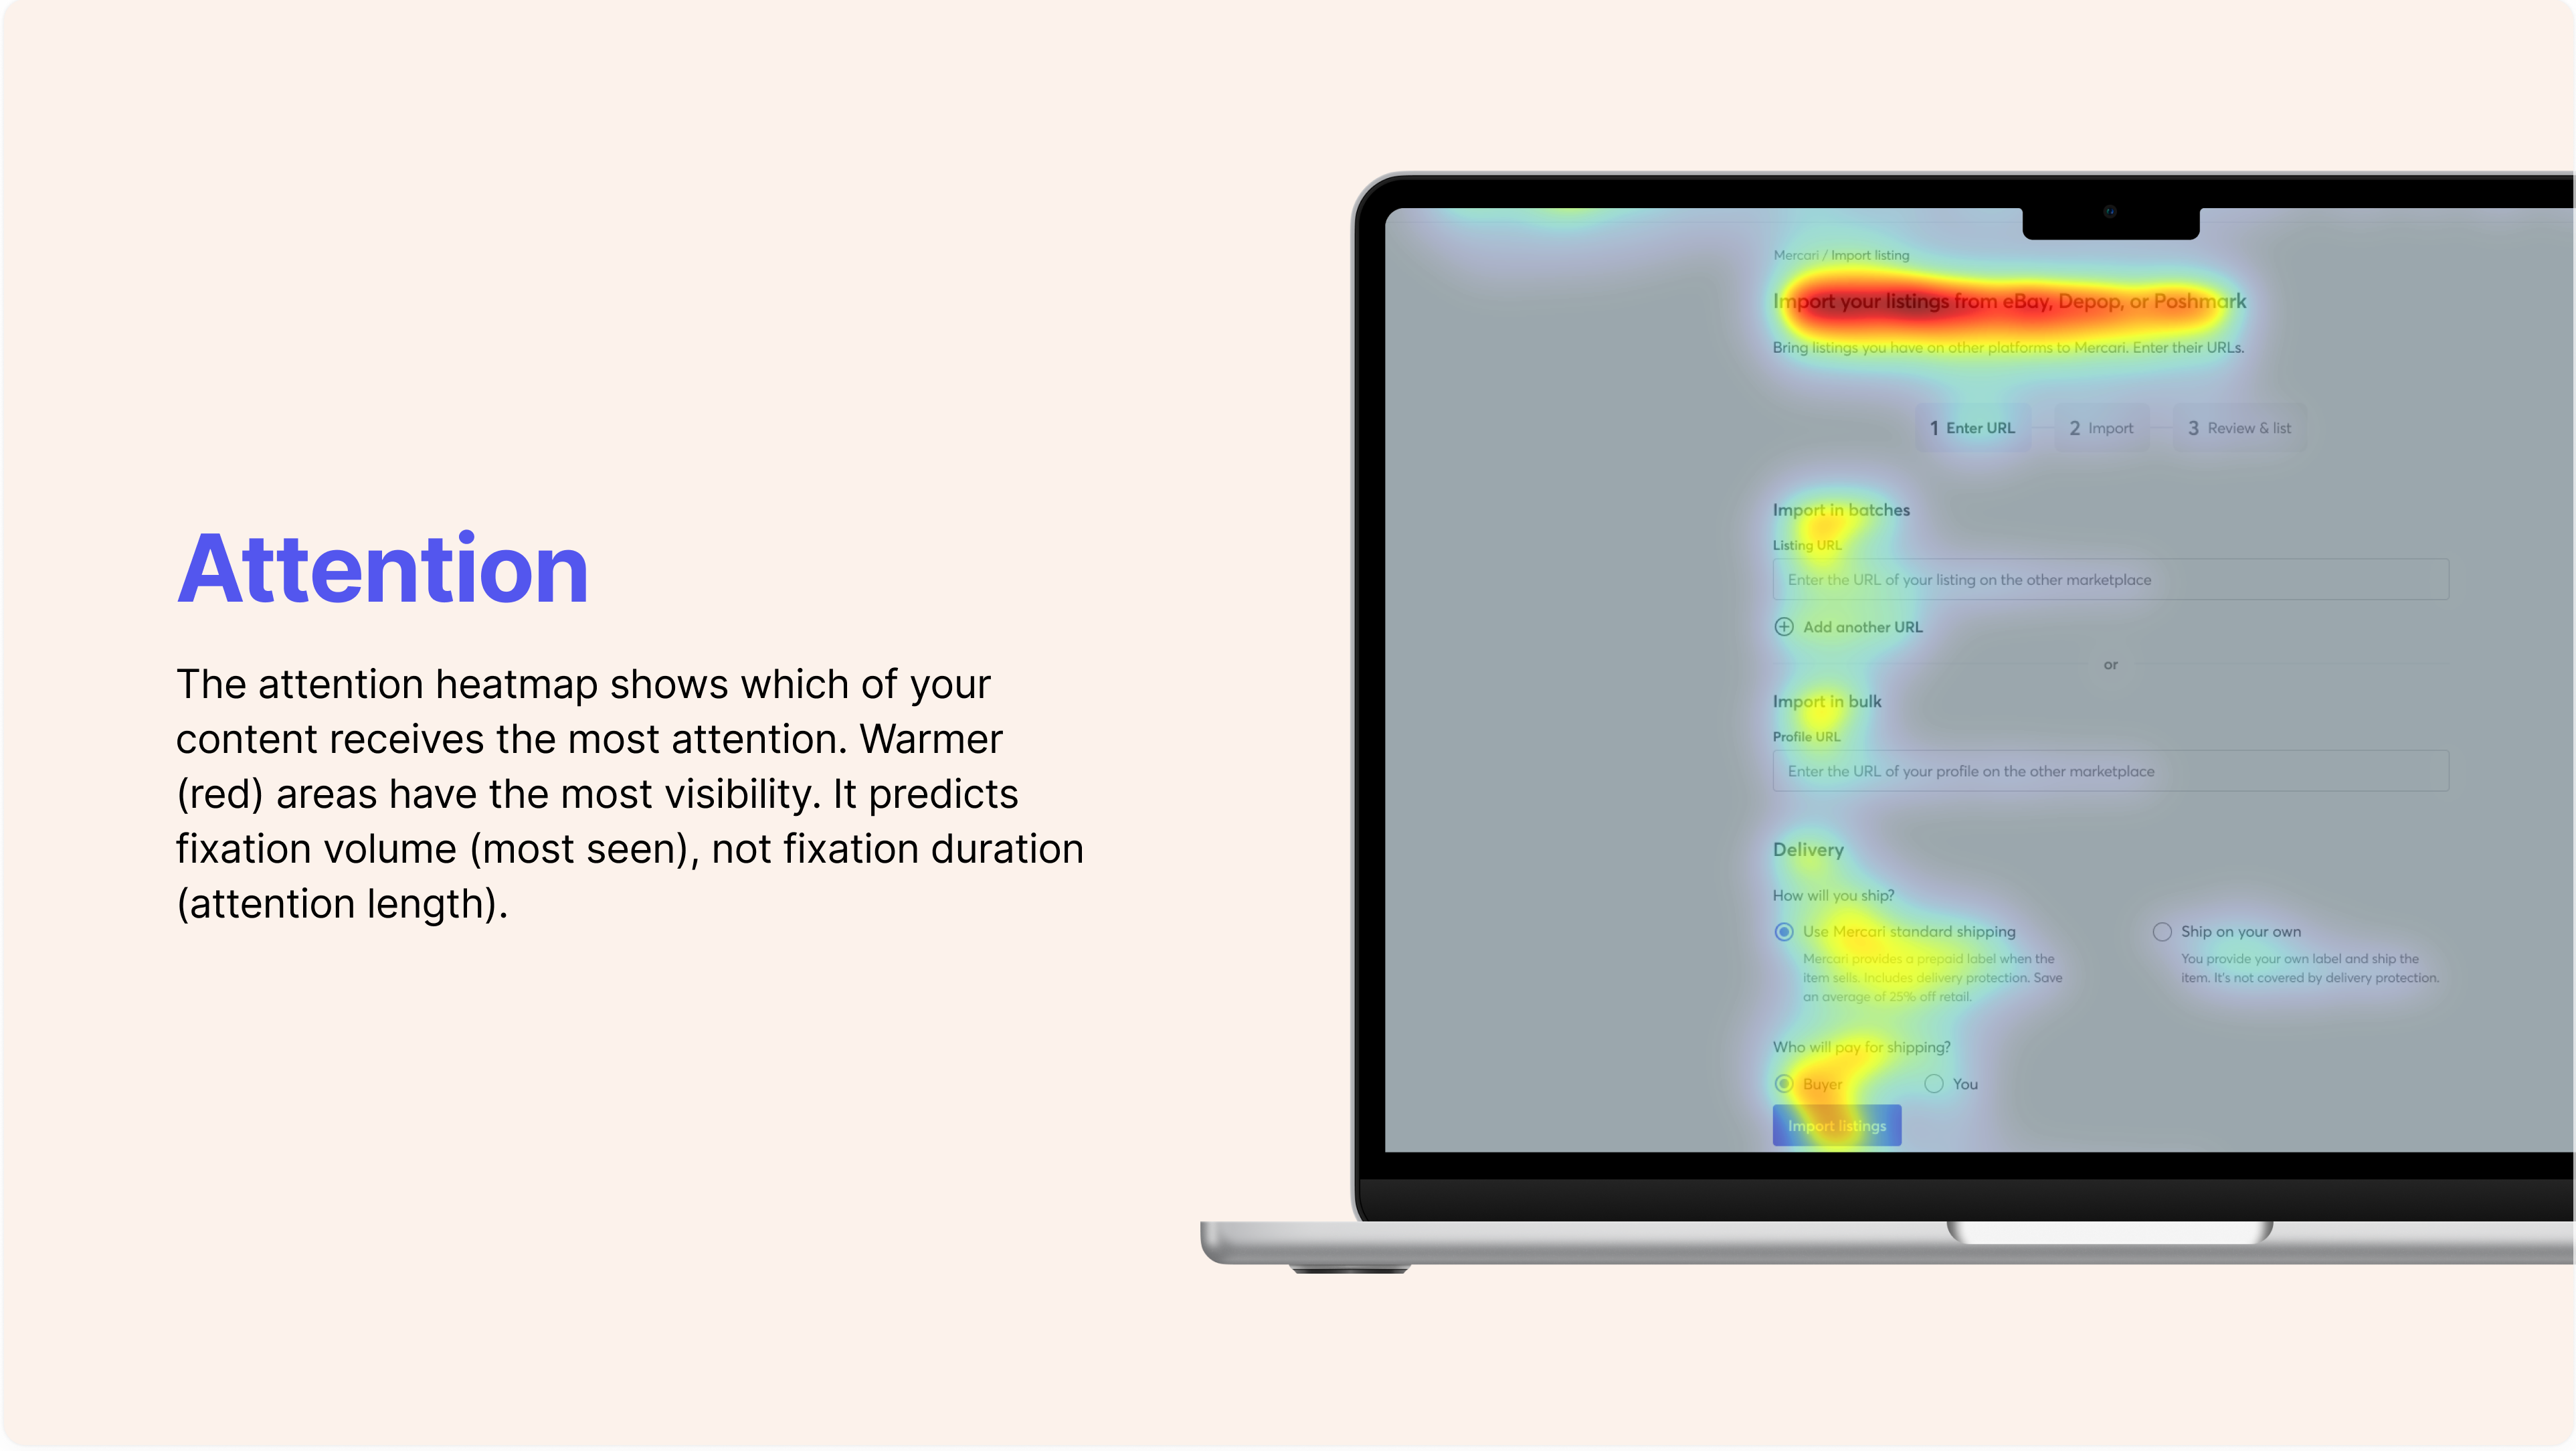 Attention
The attention heatmap shows which of your
content receives the most attention. Warmer
(red) areas have the most visibility. It predicts
fixation volume (most seen), not fixation duration
(attention length).
Mercari / Import listing
Import your listings from eBay, Depop, or Poshmark
Bring listings you have on other platforms to Mercari. Enter their URLs.
1 Enter URL 2 Import 3 Review & list
Import in batches
Listing URL
Enter the URL of your listing on the other marketplace
Add another URL
or
Import in bulk
Profile URL
Enter the URL of your profile on the other marketplace
Delivery
How will you ship?
Use Mercari standard shipping
Mercari provides a prepaid label when the
item sells. Includes delivery protection. Save
an average of 25% off retail.
Ship on your own
You provide your own label and ship the
item. It's not covered by delivery protection.
Who will pay for shipping?
Buyer You
Import listings